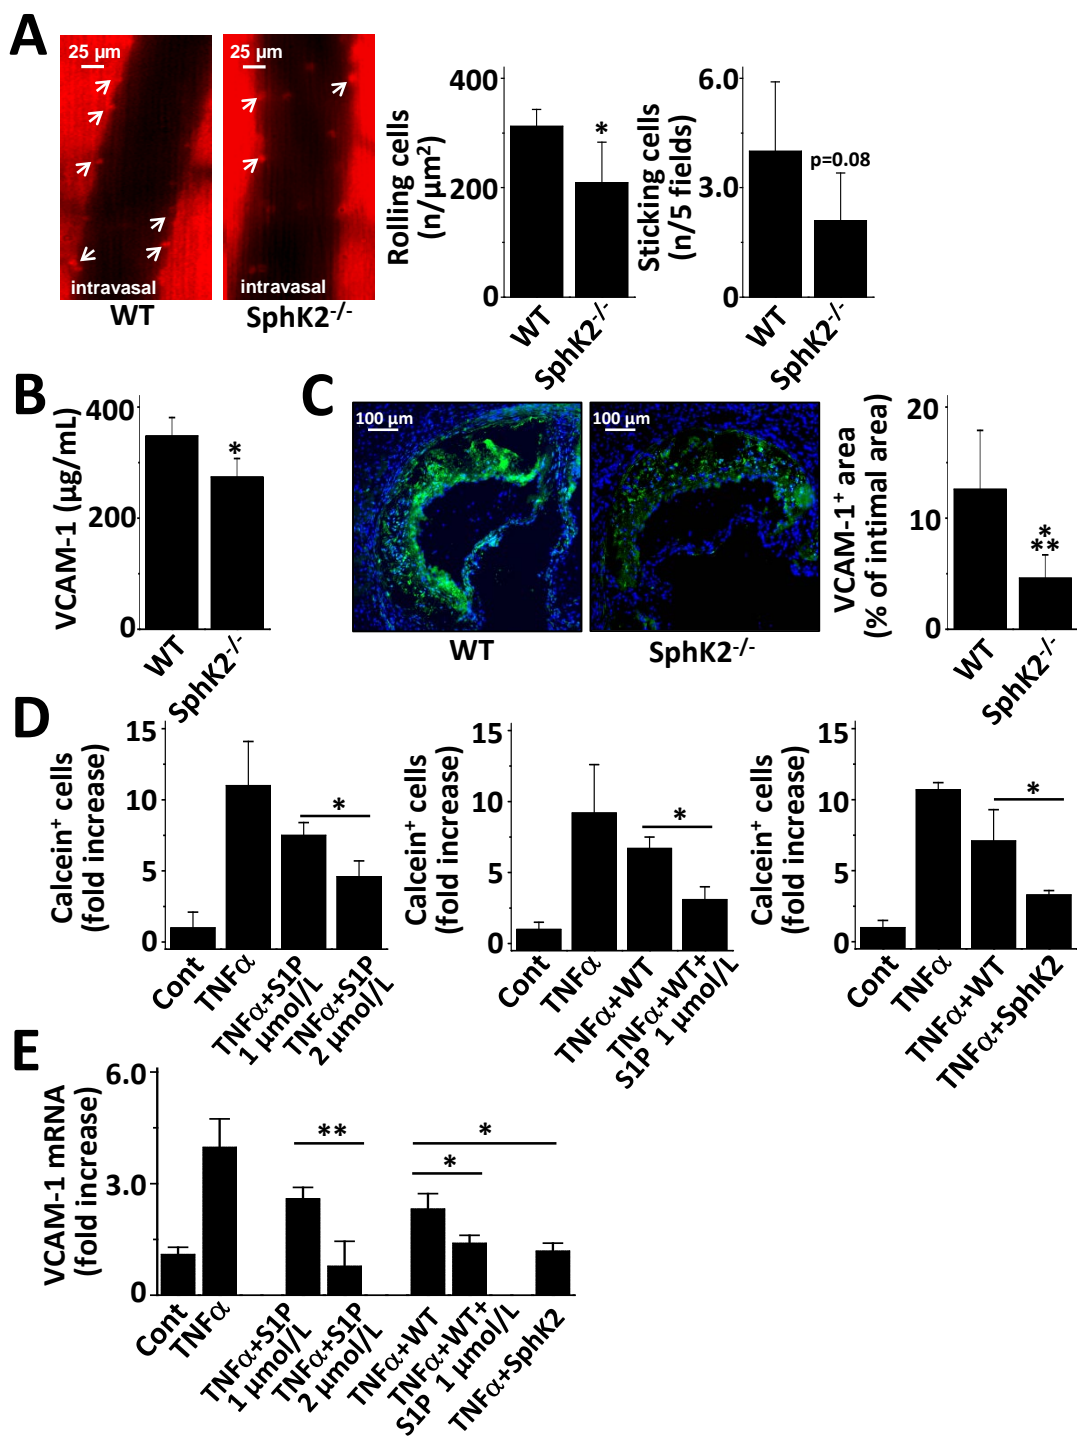 A
25 µm
intravasal
WT
25 µm
intravasal
SphK2-/-
Rolling cells
(n/µm²)
400
200
0
*
WT
SphK2-/-
Sticking cells
(n/5 fields)
6.0
3.0
0
p=0.08
WT
SphK2-/-
B
VCAM-1 (µg/mL)
400
200
0
*
WT
SphK2-/-
C
100 µm
WT
100 µm
SphK2-/-
VCAM-1+ area
(% of intimal area)
20
10
0
*
**
WT
SphK2-/-
D
Calcein+ cells
(fold increase)
15
10
5
0
*
Cont
TNFα
TNFα+S1P
1 µmol/L
TNFα+S1P
2 µmol/L
Calcein+ cells
(fold increase)
15
10
5
0
*
Cont
TNFα
TNFα+WT
TNFα+WT+
S1P 1 µmol/L
Calcein+ cells
(fold increase)
15
10
5
0
*
Cont
TNFα
TNFα+WT
TNFα+SphK2
E
VCAM-1 mRNA
(fold increase)
6.0
3.0
0
**
*
*
Cont
TNFα
TNFα+S1P
1 µmol/L
TNFα+S1P
2 µmol/L
TNFα+WT
TNFα+WT+
S1P 1 µmol/L
TNFα+SphK2